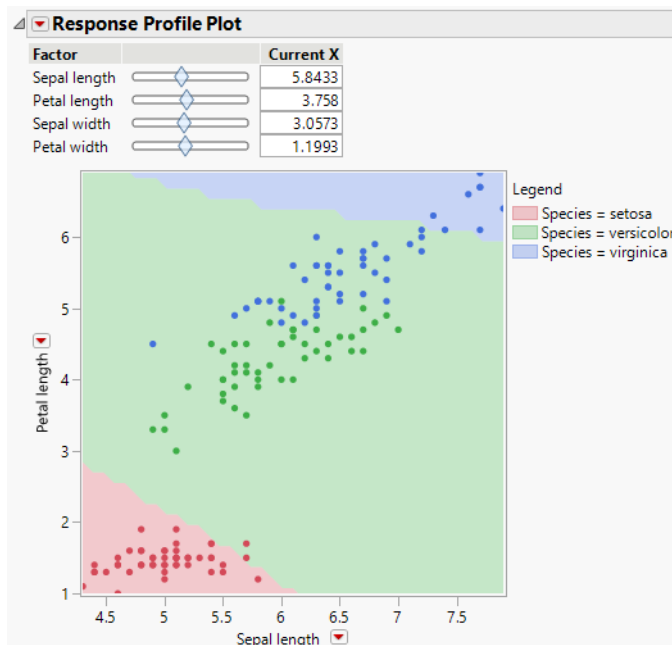 Response Profile Plot
Factor Current X
Sepal length 5.8433
Petal length 3.758
Sepal width 3.0573
Petal width 1.1993
Legend
Species = setosa
Species = versicolor
Species = virginica
6
5
4
3
2
1
Petal length
4.5 5 5.5 6 6.5 7 7.5
Sepal length